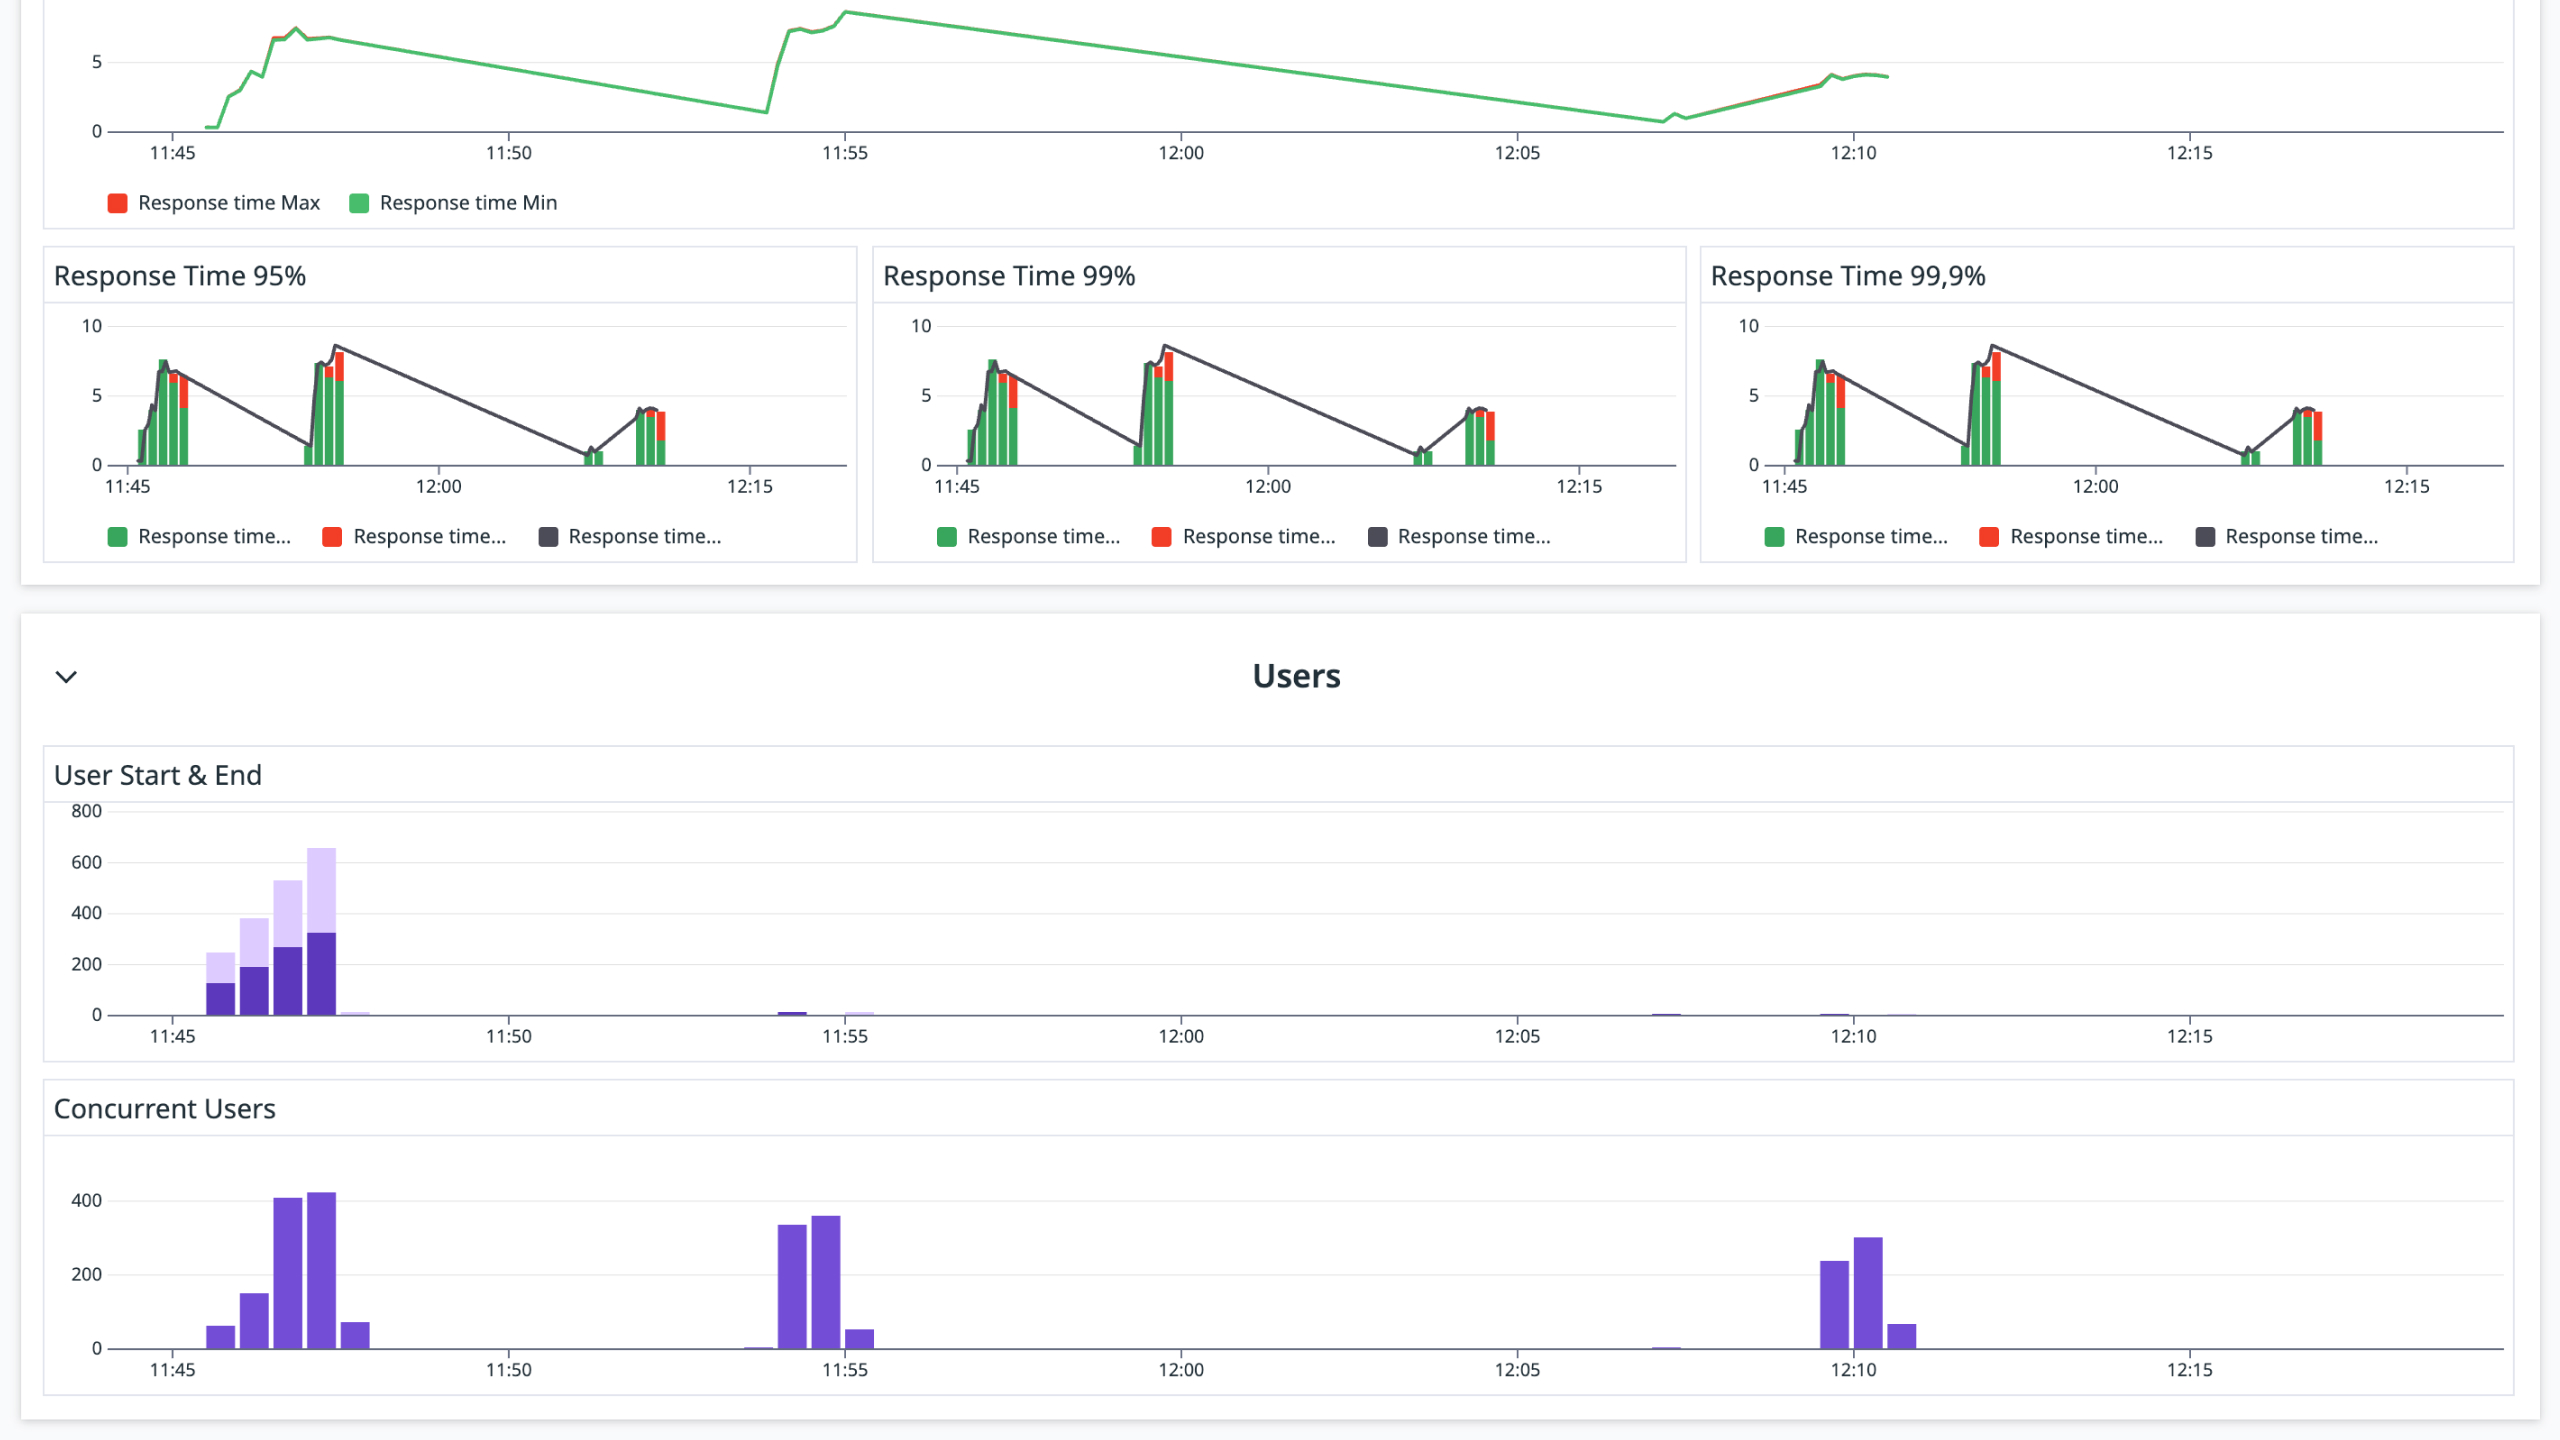 5
0
11:45 11:50 11:55 12:00 12:05 12:10 12:15
Response time Max Response time Min
Response Time 95%
10
5
0
11:45 12:00 12:15
Response time... Response time... Response time...
Response Time 99%
10
5
0
11:45 12:00 12:15
Response time... Response time... Response time...
Response Time 99,9%
10
5
0
11:45 12:00 12:15
Response time... Response time... Response time...
Users
User Start & End
800
600
400
200
0
11:45 11:50 11:55 12:00 12:05 12:10 12:15
Concurrent Users
400
200
0
11:45 11:50 11:55 12:00 12:05 12:10 12:15